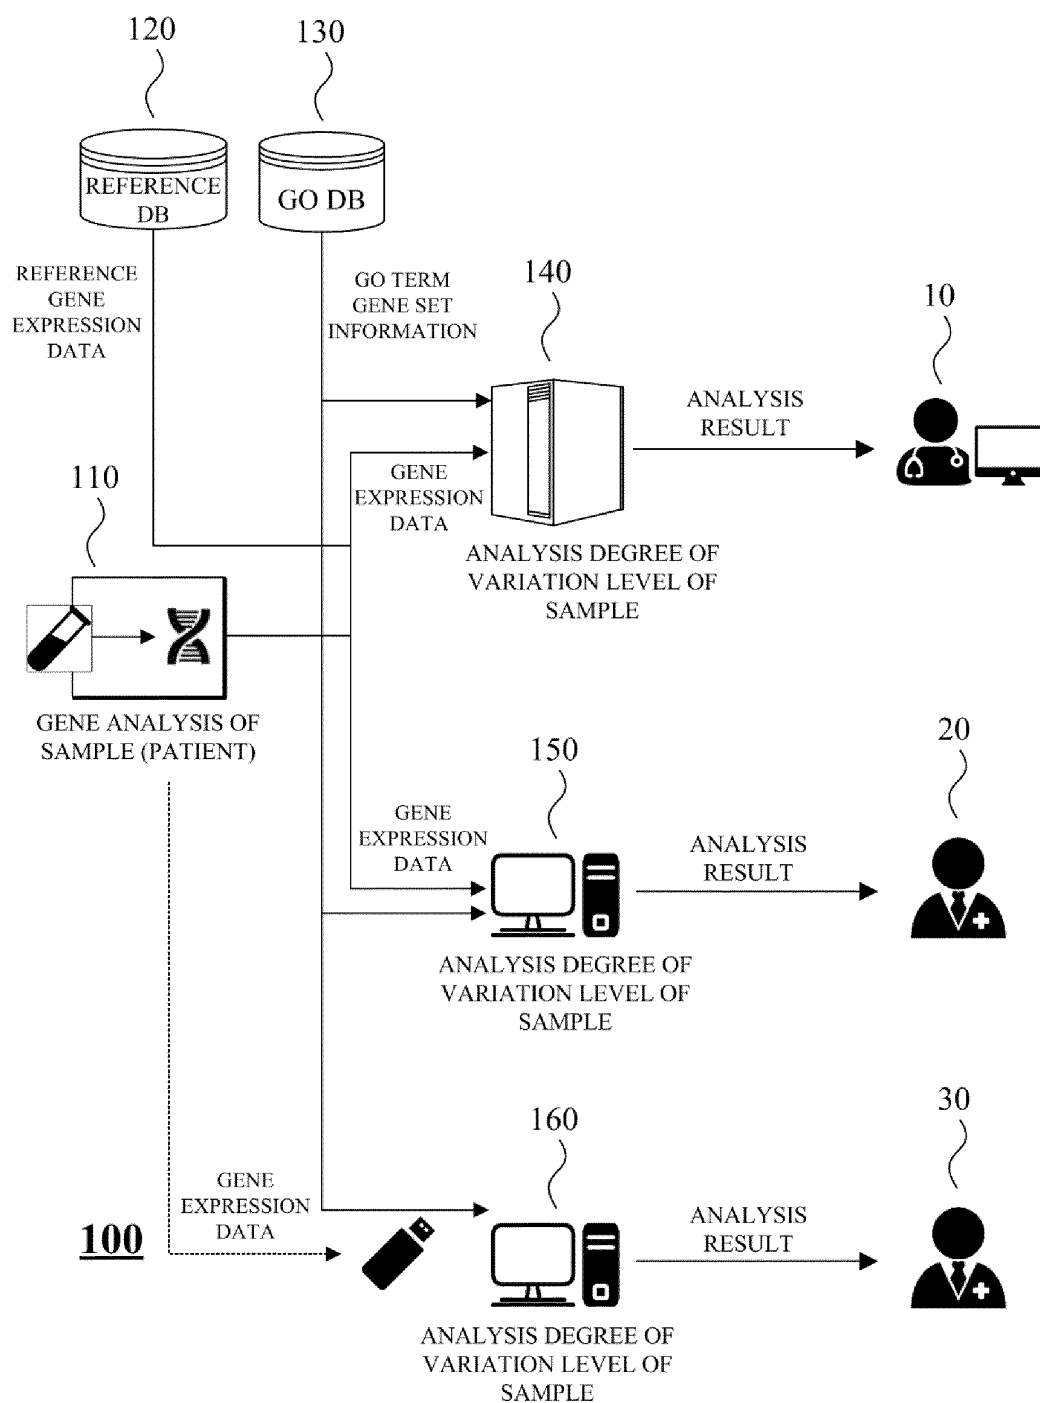 120
130
REFERENCE
DB
GO DB
REFERENCE
GENE
EXPRESSION
DATA
GO TERM
GENE SET
INFORMATION
140
10
ANALYSIS
RESULT
110
GENE
EXPRESSION
DATA
ANALYSIS DEGREE OF
VARIATION LEVEL OF
SAMPLE
GENE ANALYSIS OF
SAMPLE (PATIENT)
150
20
GENE
EXPRESSION
DATA
ANALYSIS
RESULT
ANALYSIS DEGREE OF
VARIATION LEVEL OF
SAMPLE
160
30
GENE
EXPRESSION
DATA
ANALYSIS
RESULT
100
ANALYSIS DEGREE OF
VARIATION LEVEL OF
SAMPLE